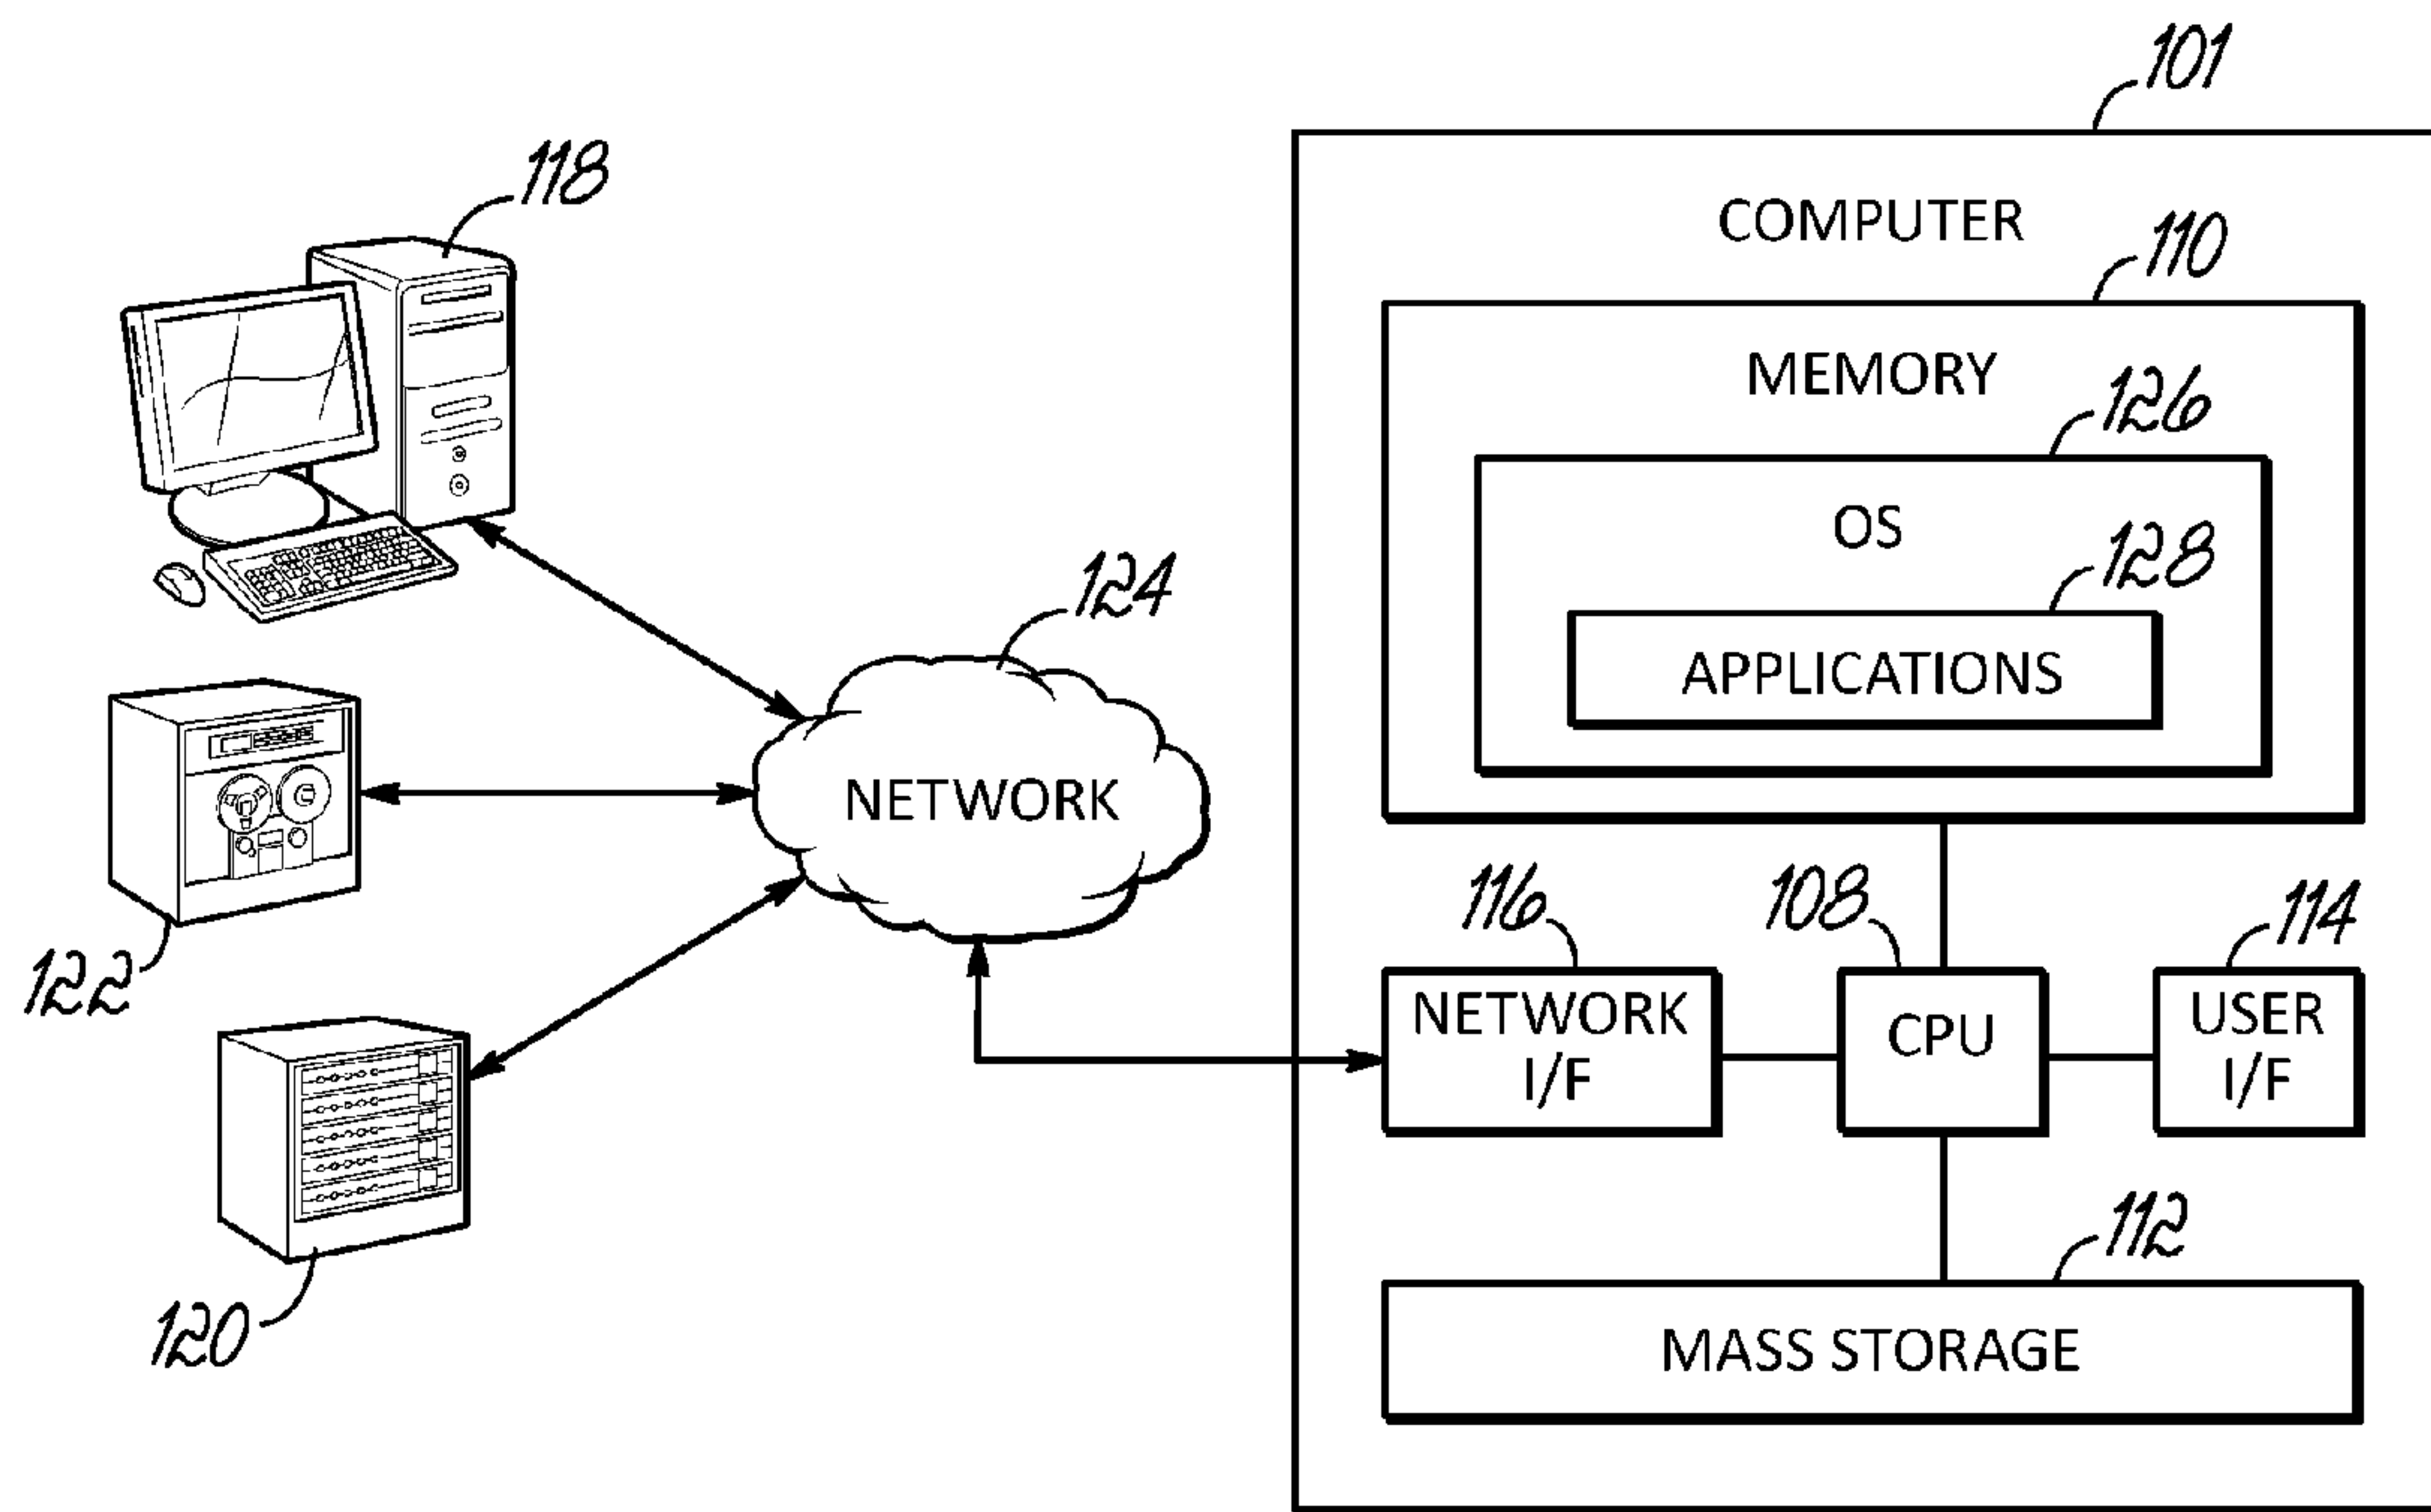 101
118
COMPUTER
110
MEMORY
126
OS
128
124
APPLICATIONS
NETWORK
116
108
114
122
NETWORK
I/F
CPU
USER
I/F
112
120
MASS STORAGE